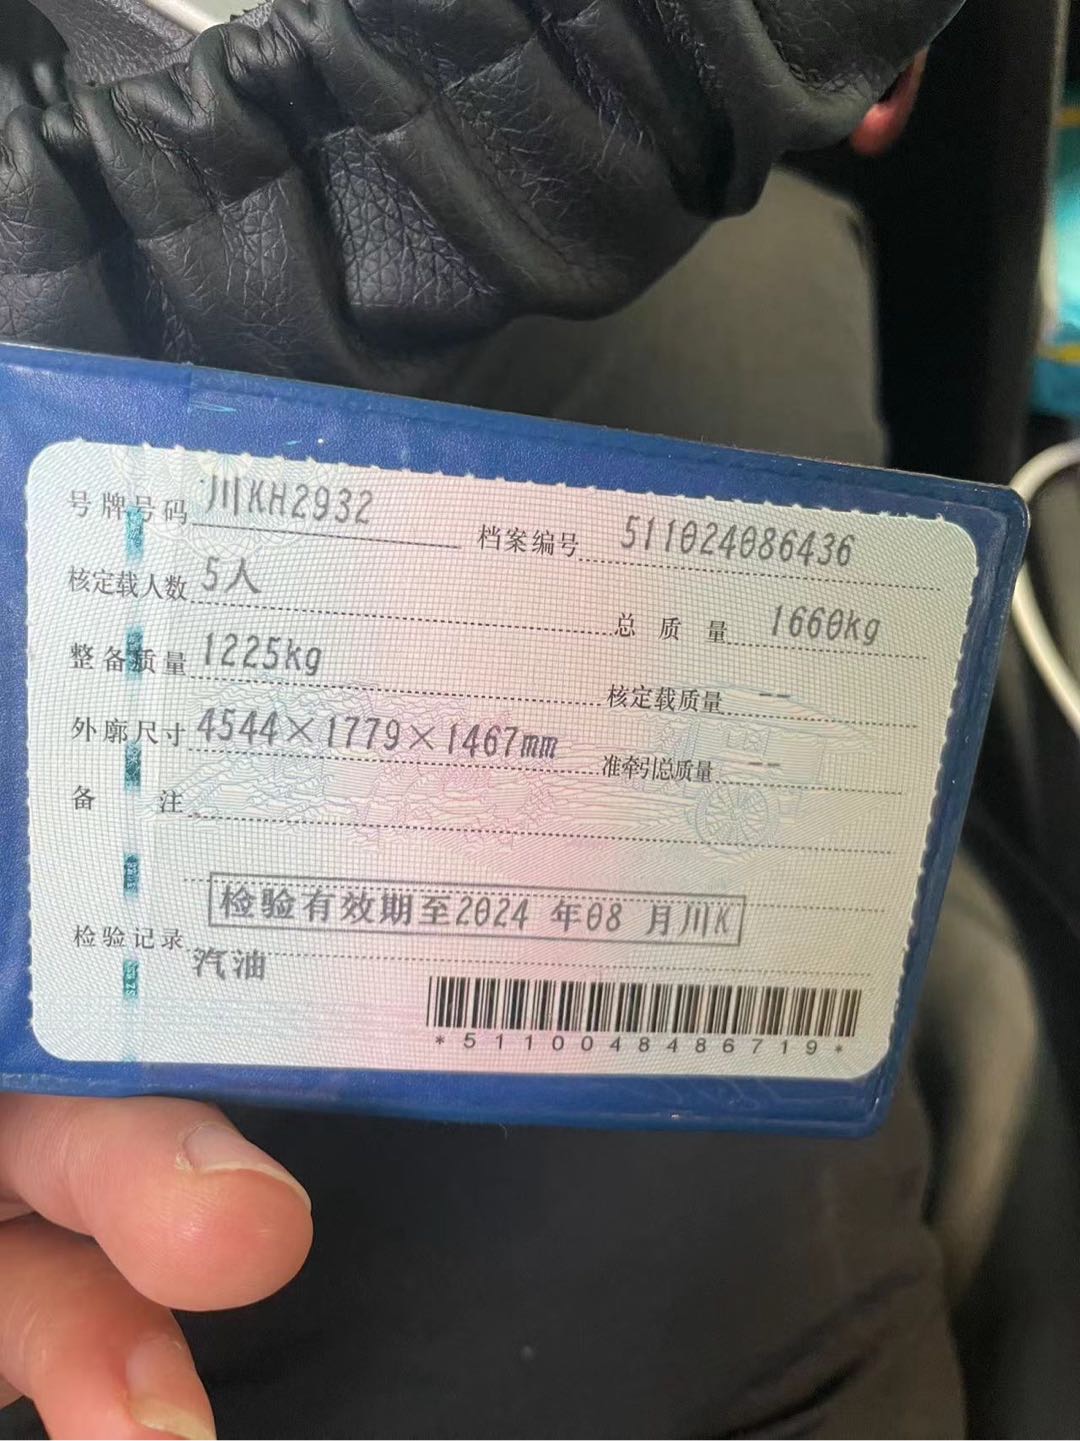 号牌号码 川KH2932 档案编号 511024086436
核定载人数 5人 总质量 1660kg
整备质量 1225kg 核定载质量 --
外廓尺寸 4544×1779×1467mm 准牵引总质量 --
备注
检验有效期至2024 年08 月川K
检验记录
汽油
*5110048486719*